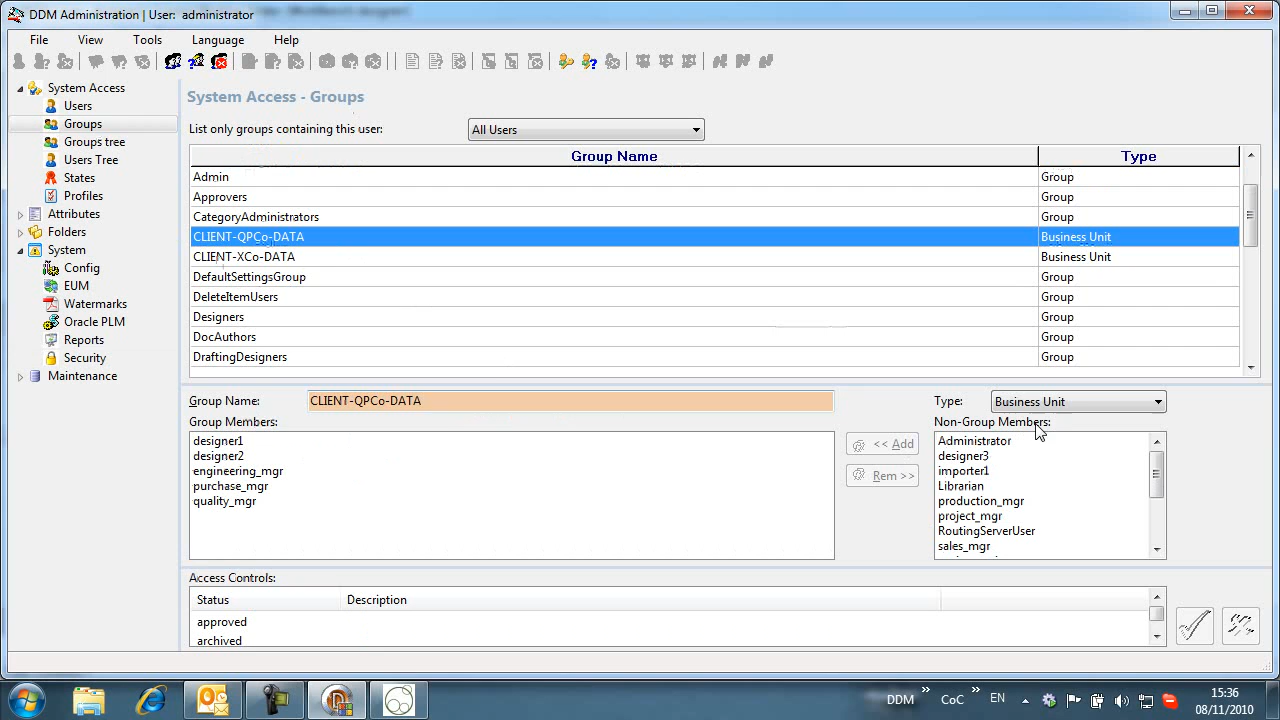 DDM Administration | User: administrator
File View Tools Language Help
System Access
Users
Groups
Groups tree
Users Tree
States
Profiles
Attributes
Folders
System
Config
EUM
Watermarks
Oracle PLM
Reports
Security
Maintenance
System Access - Groups
List only groups containing this user: All Users
Group Name Type
Admin Group
Approvers Group
CategoryAdministrators Group
CLIENT-QPCo-DATA Business Unit
CLIENT-XCo-DATA Business Unit
DefaultSettingsGroup Group
DeleteItemUsers Group
Designers Group
DocAuthors Group
DraftingDesigners Group
Group Name: CLIENT-QPCo-DATA Type: Business Unit
Group Members: Non-Group Members:
designer1
designer2
engineering_mgr
purchase_mgr
quality_mgr
<< Add
Rem >>
Administrator
designer3
importer1
Librarian
production_mgr
project_mgr
RoutingServerUser
sales_mgr
Access Controls:
Status Description
approved
archived
DDM » CoC » EN 15:36
08/11/2010